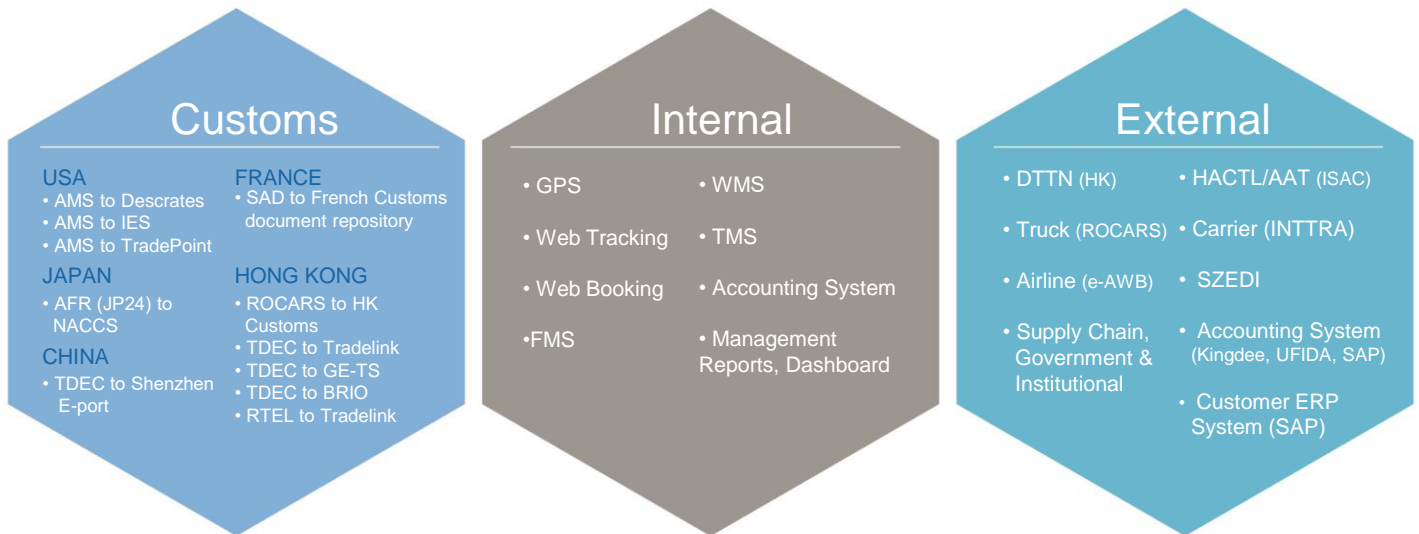 Customs
USA
• AMS to Descrates
• AMS to IES
• AMS to TradePoint
JAPAN
• AFR (JP24) to
NACCS
CHINA
• TDEC to Shenzhen
E-port
FRANCE
• SAD to French Customs
document repository
HONG KONG
• ROCARS to HK
Customs
• TDEC to Tradelink
• TDEC to GE-TS
• TDEC to BRIO
• RTEL to Tradelink
Internal
• GPS
• Web Tracking
• Web Booking
•FMS
• WMS
• TMS
• Accounting System
• Management
Reports, Dashboard
External
• DTTN (HK)
• Truck (ROCARS)
• Airline (e-AWB)
• Supply Chain,
Government &
Institutional
• HACTL/AAT (ISAC)
• Carrier (INTTRA)
• SZEDI
• Accounting System
(Kingdee, UFIDA, SAP)
• Customer ERP
System (SAP)